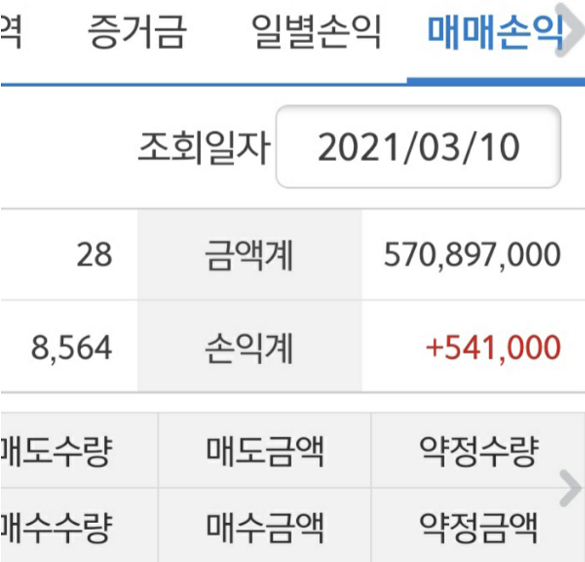 역 증거금 일별손익 매매손익
조회일자 2021/03/10
28 금액계 570,897,000
8,564 손익계 +541,000
매도수량 매도금액 약정수량
매수수량 매수금액 약정금액